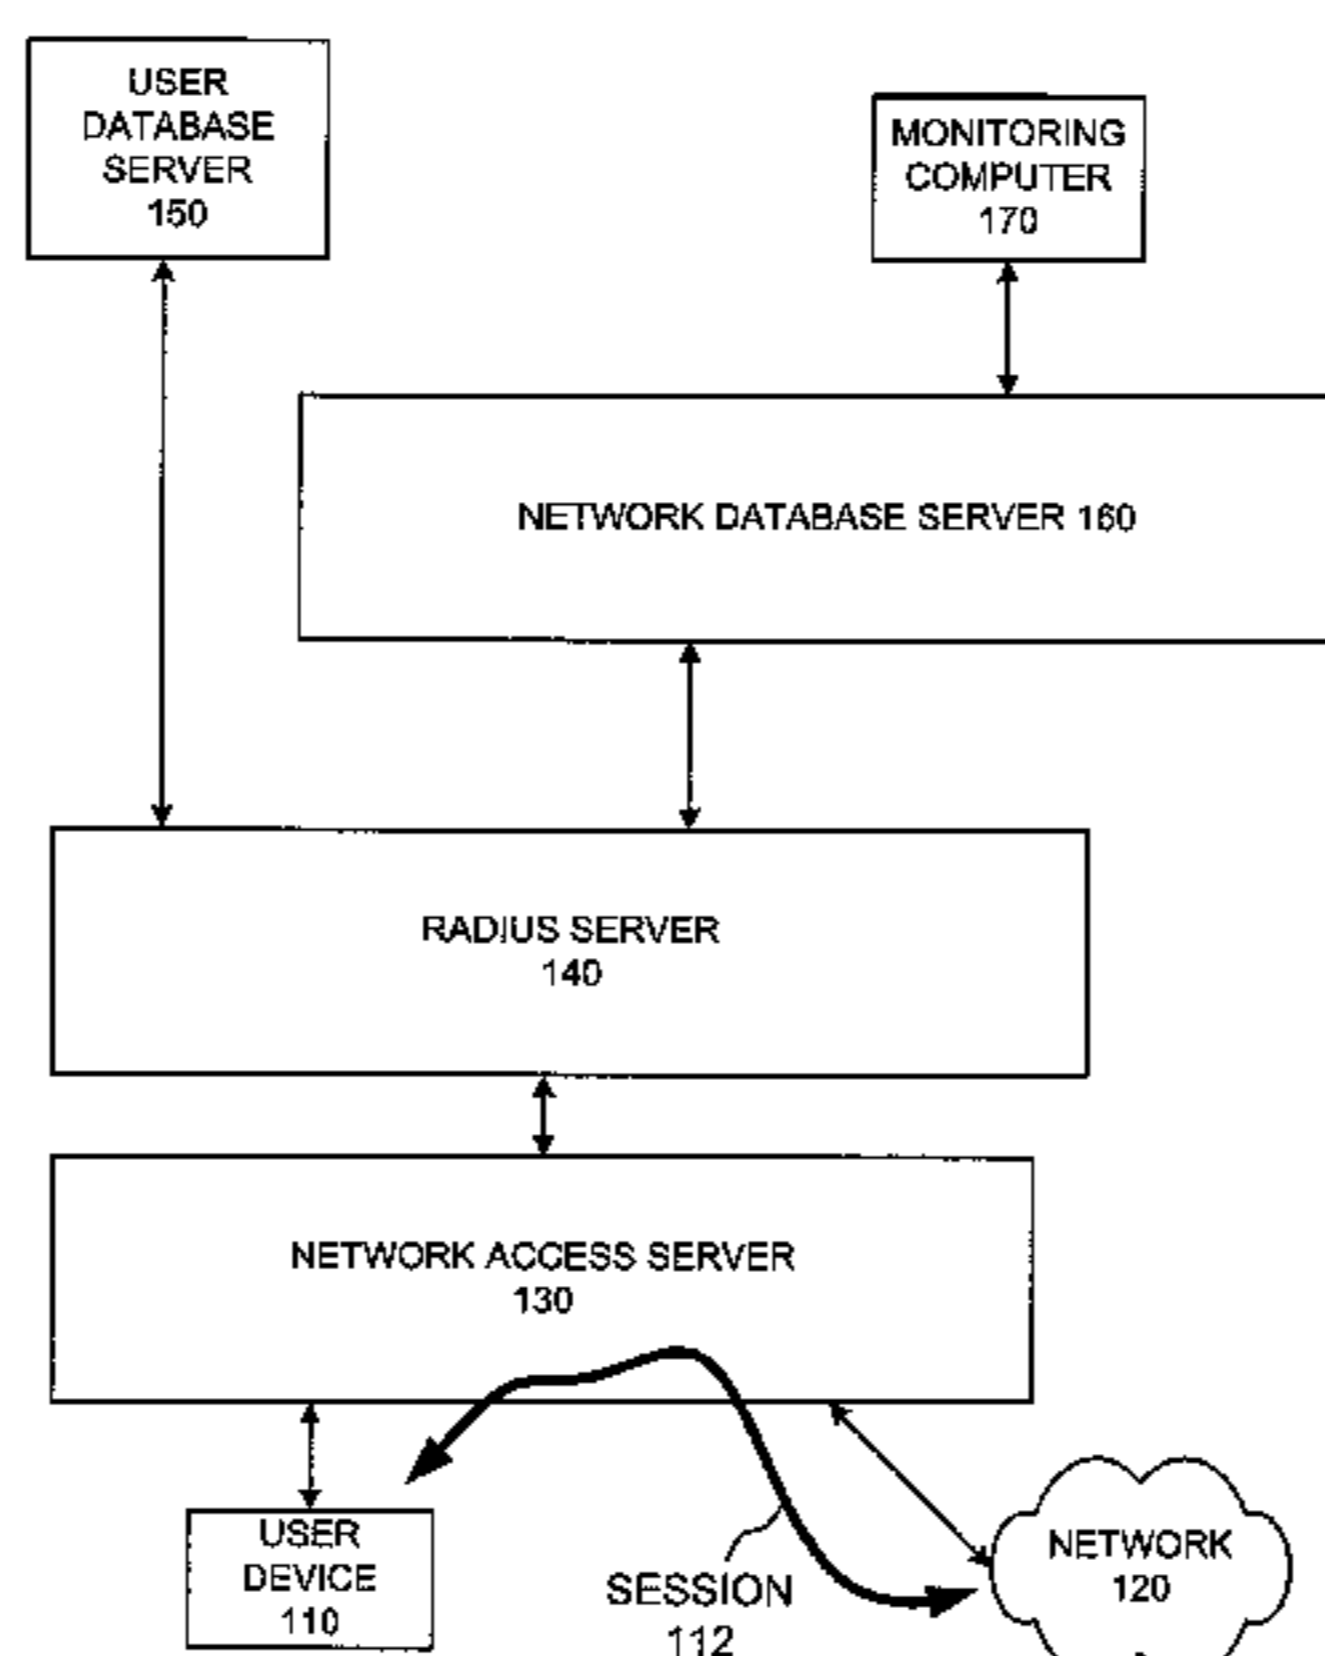 USER
DATABASE
SERVER
150
MONITORING
COMPUTER
170
NETWORK DATABASE SERVER 160
RADIUS SERVER
140
NETWORK ACCESS SERVER
130
USER
DEVICE
110
SESSION
112
NETWORK
120